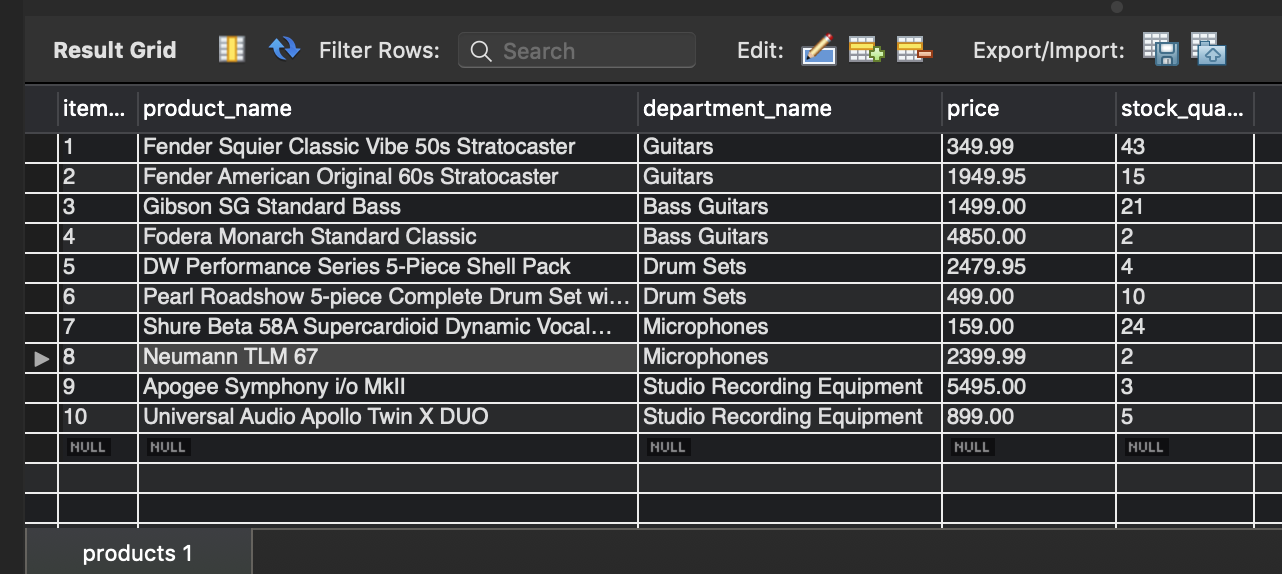 Result Grid Filter Rows: Search Edit: Export/Import:
item... product_name department_name price stock_qua...
1 Fender Squier Classic Vibe 50s Stratocaster Guitars 349.99 43
2 Fender American Original 60s Stratocaster Guitars 1949.95 15
3 Gibson SG Standard Bass Bass Guitars 1499.00 21
4 Fodera Monarch Standard Classic Bass Guitars 4850.00 2
5 DW Performance Series 5-Piece Shell Pack Drum Sets 2479.95 4
6 Pearl Roadshow 5-piece Complete Drum Set wi... Drum Sets 499.00 10
7 Shure Beta 58A Supercardioid Dynamic Vocal... Microphones 159.00 24
8 Neumann TLM 67 Microphones 2399.99 2
9 Apogee Symphony i/o MkII Studio Recording Equipment 5495.00 3
10 Universal Audio Apollo Twin X DUO Studio Recording Equipment 899.00 5
NULL NULL NULL NULL NULL
products 1